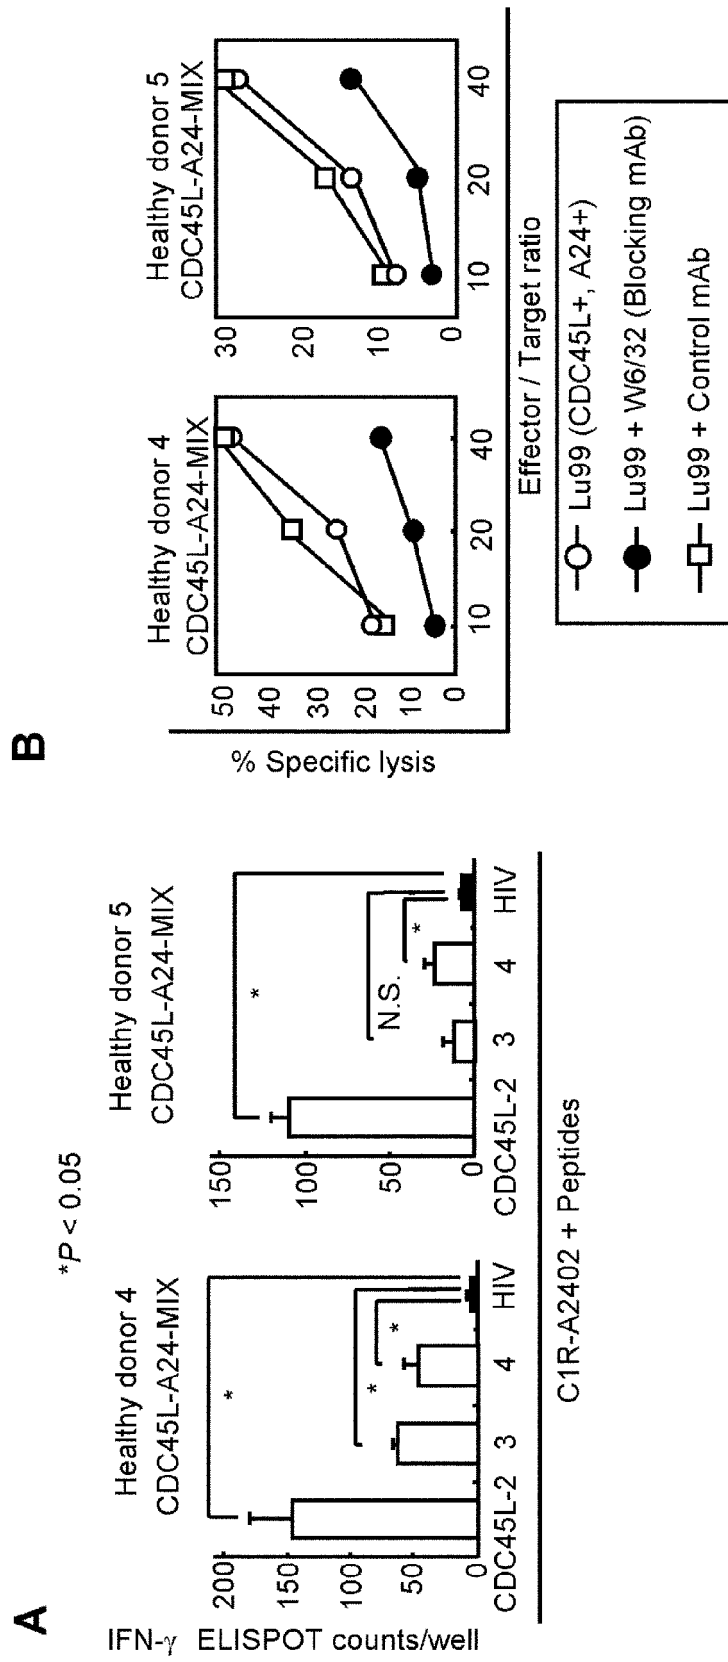 A
*P < 0.05
Healthy donor 4
CDC45L-A24-MIX
IFN-γ ELISPOT counts/well
200
150
100
50
0
*
*
*
CDC45L-2 3 4 HIV
Healthy donor 5
CDC45L-A24-MIX
150
100
50
0
*
N.S.
*
CDC45L-2 3 4 HIV
C1R-A2402 + Peptides
B
Healthy donor 4
CDC45L-A24-MIX
% Specific lysis
50
40
30
20
10
0
10 20 40
Healthy donor 5
CDC45L-A24-MIX
30
20
10
0
10 20 40
Effector / Target ratio
Lu99 (CDC45L+, A24+)
Lu99 + W6/32 (Blocking mAb)
Lu99 + Control mAb